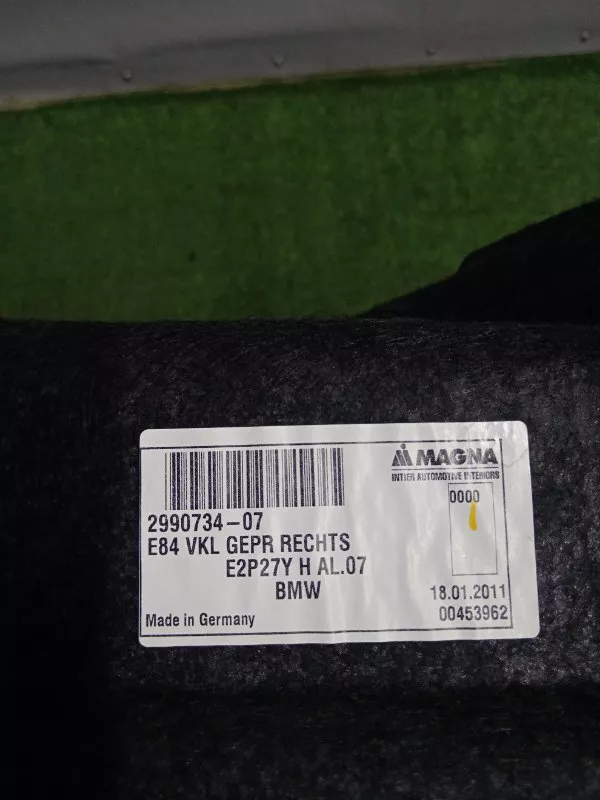 MAGNA
INTIER AUTOMOTIVE INTERIORS
0000
2990734-07
E84 VKL GEPR RECHTS
E2P27Y H AL.07
BMW
18.01.2011
Made in Germany
00453962